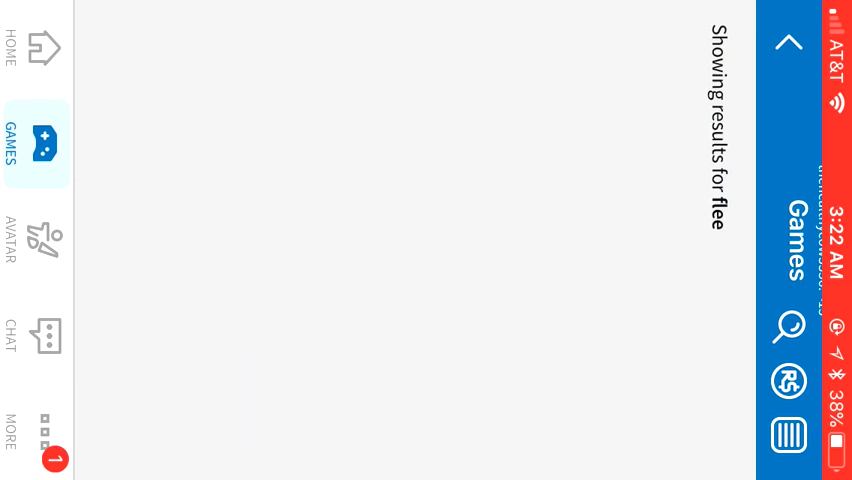 AT&T 3:22 AM 38%
Games
R$
Showing results for flee
HOME
GAMES
AVATAR
CHAT
MORE
1